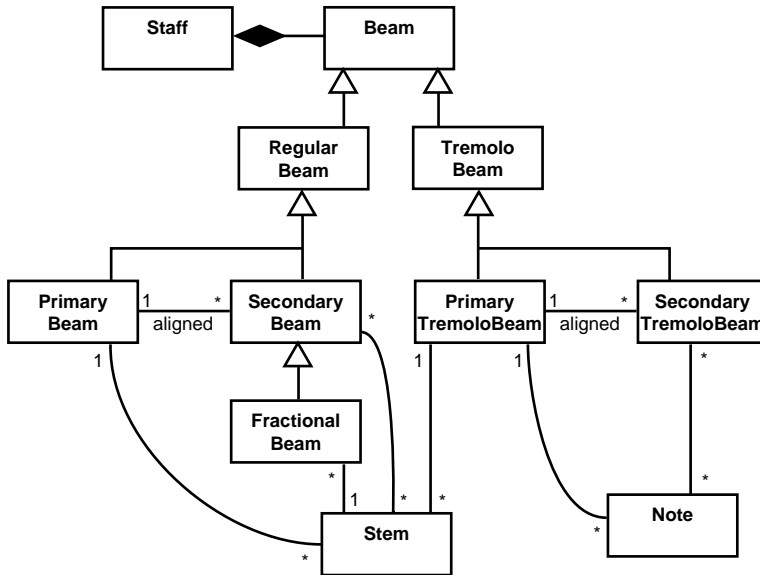 Staff
Beam
Regular
Beam
Tremolo
Beam
Primary
Beam
1
*
aligned
Secondary
Beam
*
Primary
TremoloBeam
1
*
aligned
Secondary
TremoloBeam
1
1
1
*
Fractional
Beam
*
1
*
*
*
Stem
*
*
Note